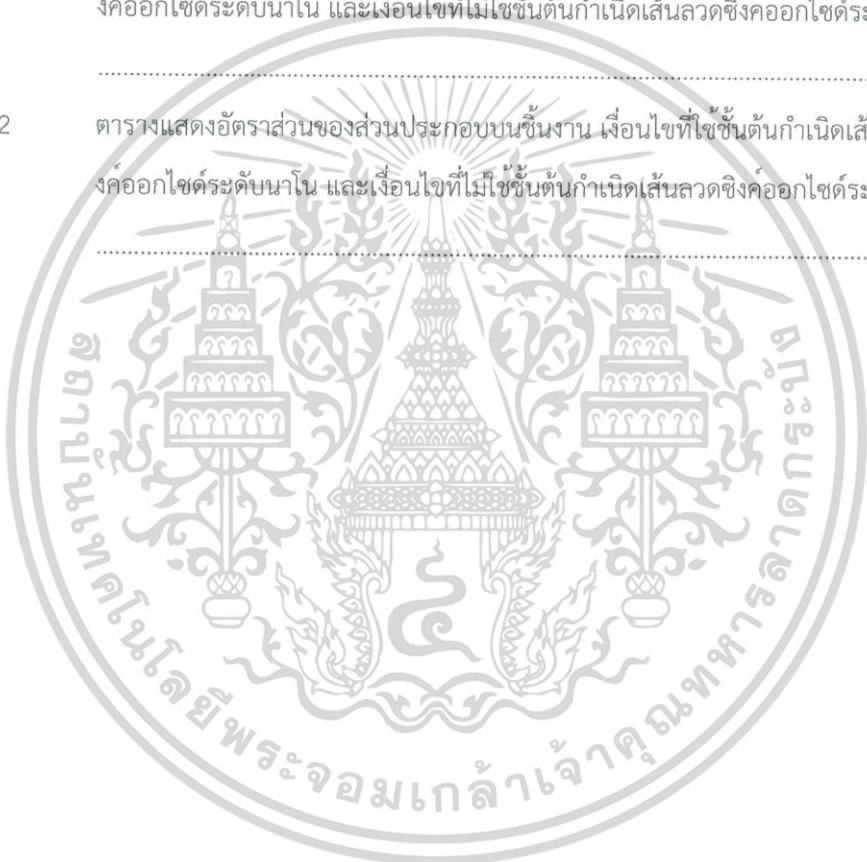 งค์ออกไซด์ระดับนาโน และเงื่อนไขที่ไม่ใช้ชั้นต้นกำเนิดเส้นลวดซิงค์ออกไซด์ระ
2 ตารางแสดงอัตราส่วนของส่วนประกอบบนชิ้นงาน เงื่อนไขที่ใช้ชั้นต้นกำเนิดเส้
งค์ออกไซด์ระดับนาโน และเงื่อนไขที่ไม่ใช้ชั้นต้นกำเนิดเส้นลวดซิงค์ออกไซด์ระ
สถาบันเทคโนโลยีพระจอมเกล้าเจ้าคุณทหารลาดกระบัง